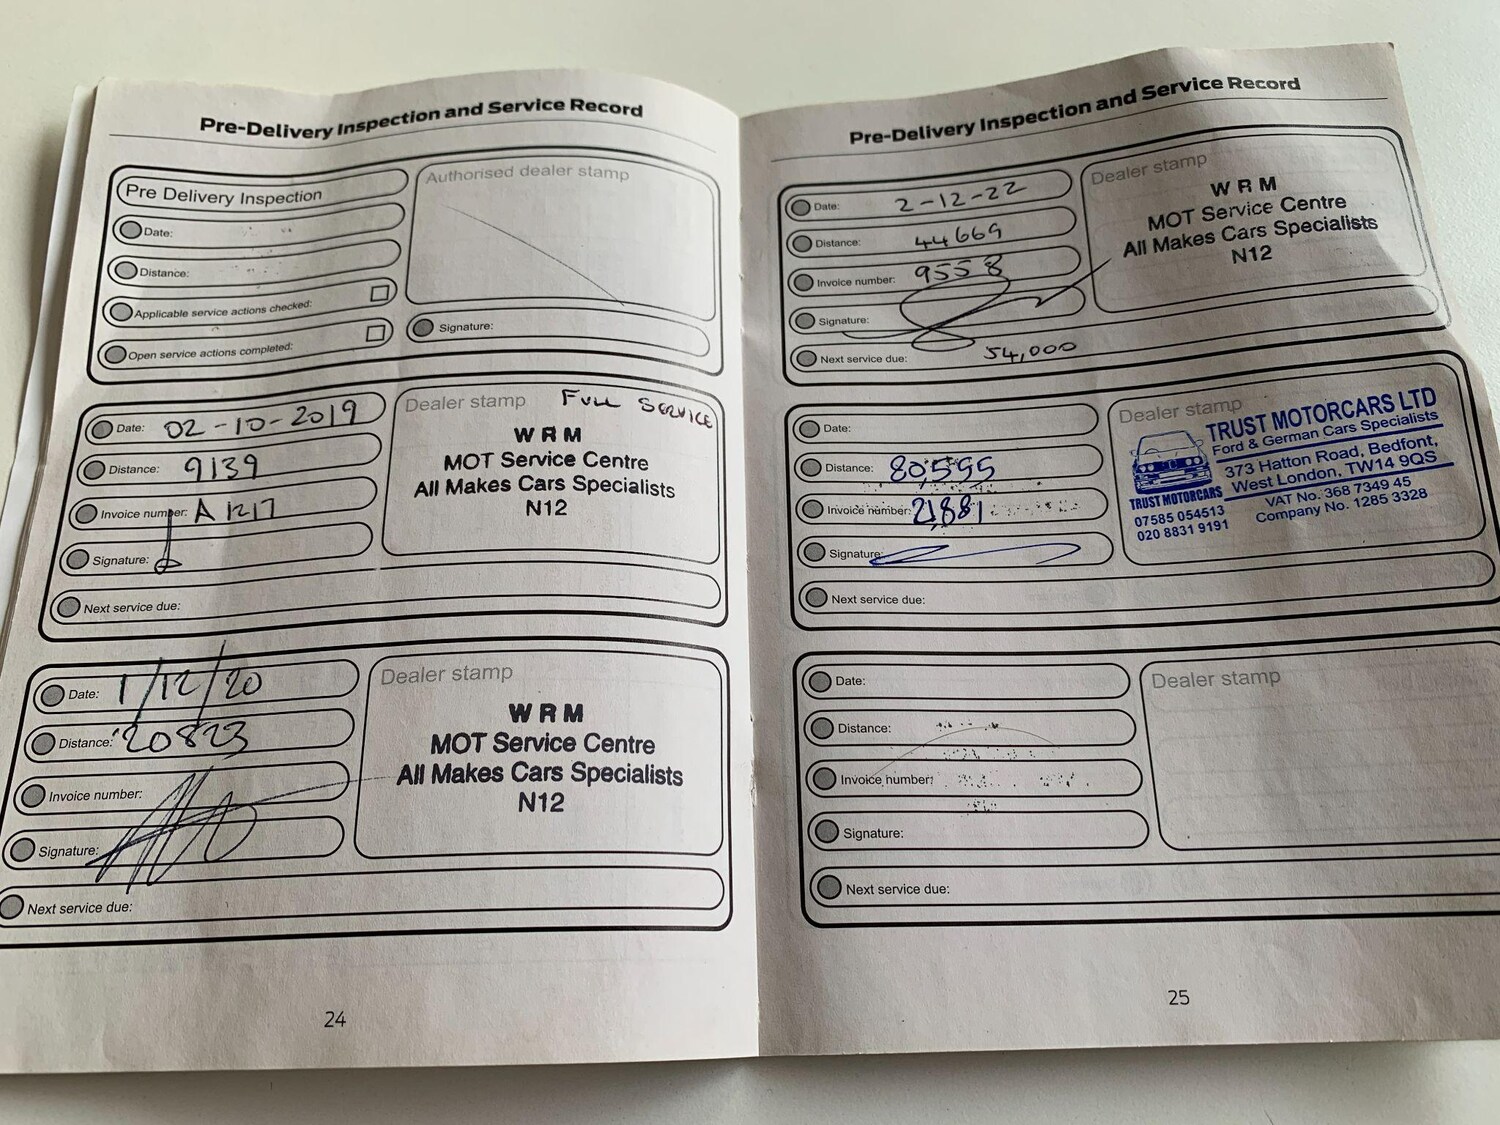 Pre-Delivery Inspection and Service Record
Pre Delivery Inspection
Date:
Distance:
Applicable service actions checked:
Open service actions completed:
Authorised dealer stamp
Signature:
Date: 02-10-2019
Distance: 9139
Invoice number: A1217
Signature:
Next service due:
Dealer stamp FULL SERVICE
WRM
MOT Service Centre
All Makes Cars Specialists
N12
Date: 1/12/20
Distance: 20823
Invoice number:
Signature:
Next service due:
Dealer stamp
WRM
MOT Service Centre
All Makes Cars Specialists
N12
24
Pre-Delivery Inspection and Service Record
Date: 2-12-22
Distance: 44669
Invoice number: 9558
Signature:
Next service due: 54,000
Dealer stamp
WRM
MOT Service Centre
All Makes Cars Specialists
N12
Date:
Distance: 80,595
Invoice number: 21,881
Signature:
Next service due:
Dealer stamp
TRUST MOTORCARS LTD
Ford & German Cars Specialists
373 Hatton Road, Bedfont,
West London, TW14 9QS
VAT No. 368 7349 45
Company No. 1285 3328
TRUST MOTORCARS
07585 054513
020 8831 9191
Date:
Distance:
Invoice number:
Signature:
Next service due:
Dealer stamp
25